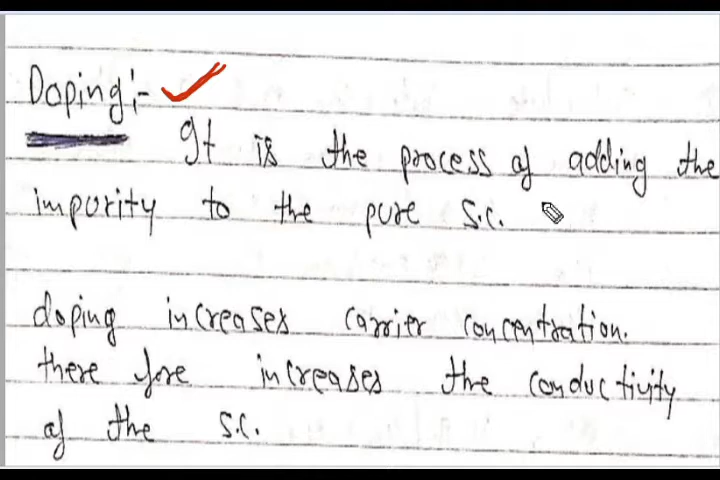 Doping:-
It is the process of adding the
impurity to the pure s.c.
doping increases carrier concentration.
there fore increases the conductivity
of the s.c.